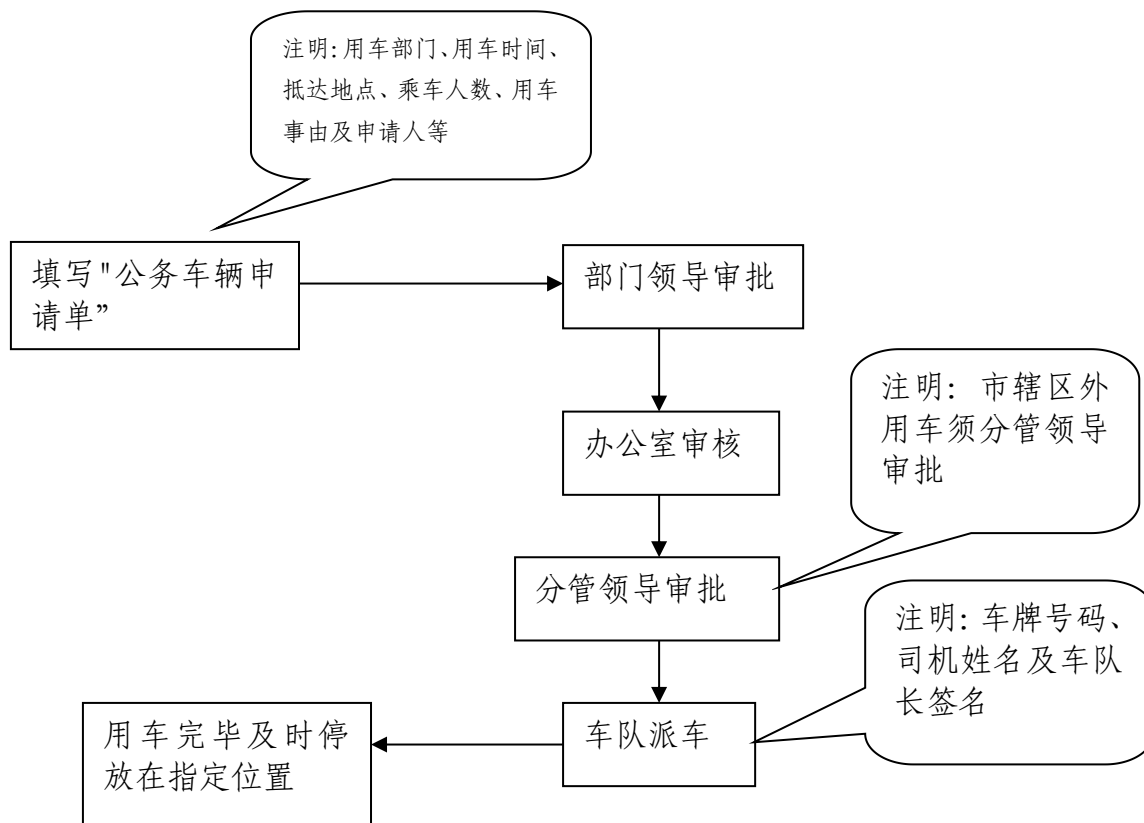 注明:用车部门、用车时间、
抵达地点、乘车人数、用车
事由及申请人等
填写"公务车辆申
请单”
部门领导审批
办公室审核
注明: 市辖区外
用车须分管领导
审批
分管领导审批
注明:车牌号码、
司机姓名及车队
长签名
车队派车
用车完毕及时停
放在指定位置